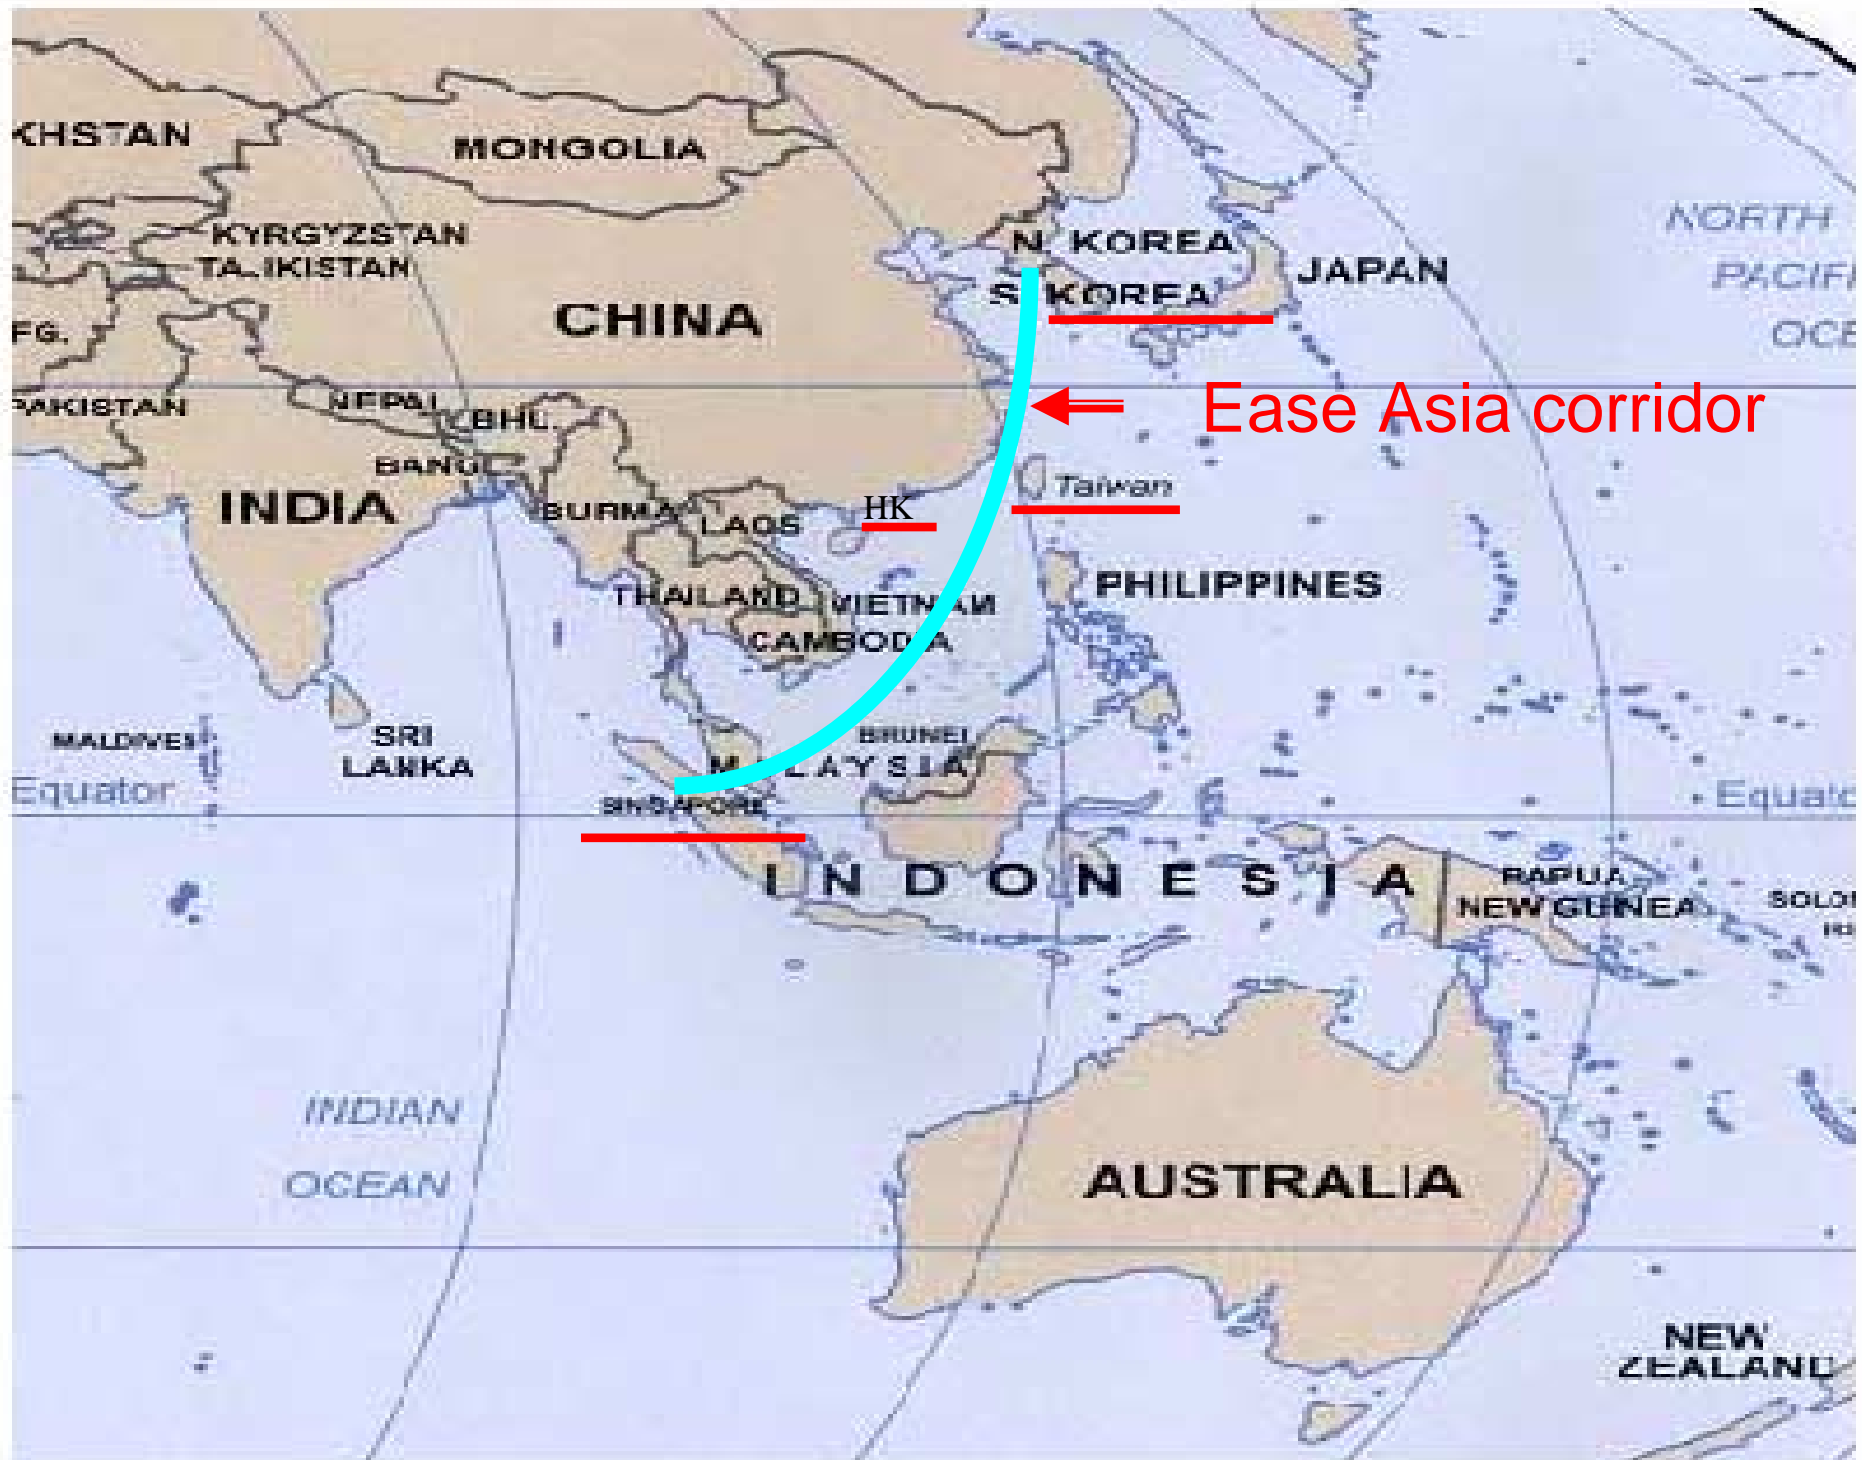 KHSTAN
MONGOLIA
KYRGYZSTAN
TAJIKISTAN
FG.
CHINA
N. KOREA
S. KOREA
JAPAN
NORTH
PACIFI
OCE
PAKISTAN
NEPAL
BHU.
BANGL
INDIA
BURMA
LAOS
HK
Ease Asia corridor
Taiwan
THAILAND
VIETNAM
CAMBODIA
PHILIPPINES
MALDIVES
SRI
LANKA
BRUNEI
MALAYSIA
Equator
SINGAPORE
Equato
INDONESIA
PAPUA
NEW GUINEA
SOLOM
INDIAN
OCEAN
AUSTRALIA
NEW
ZEALAND